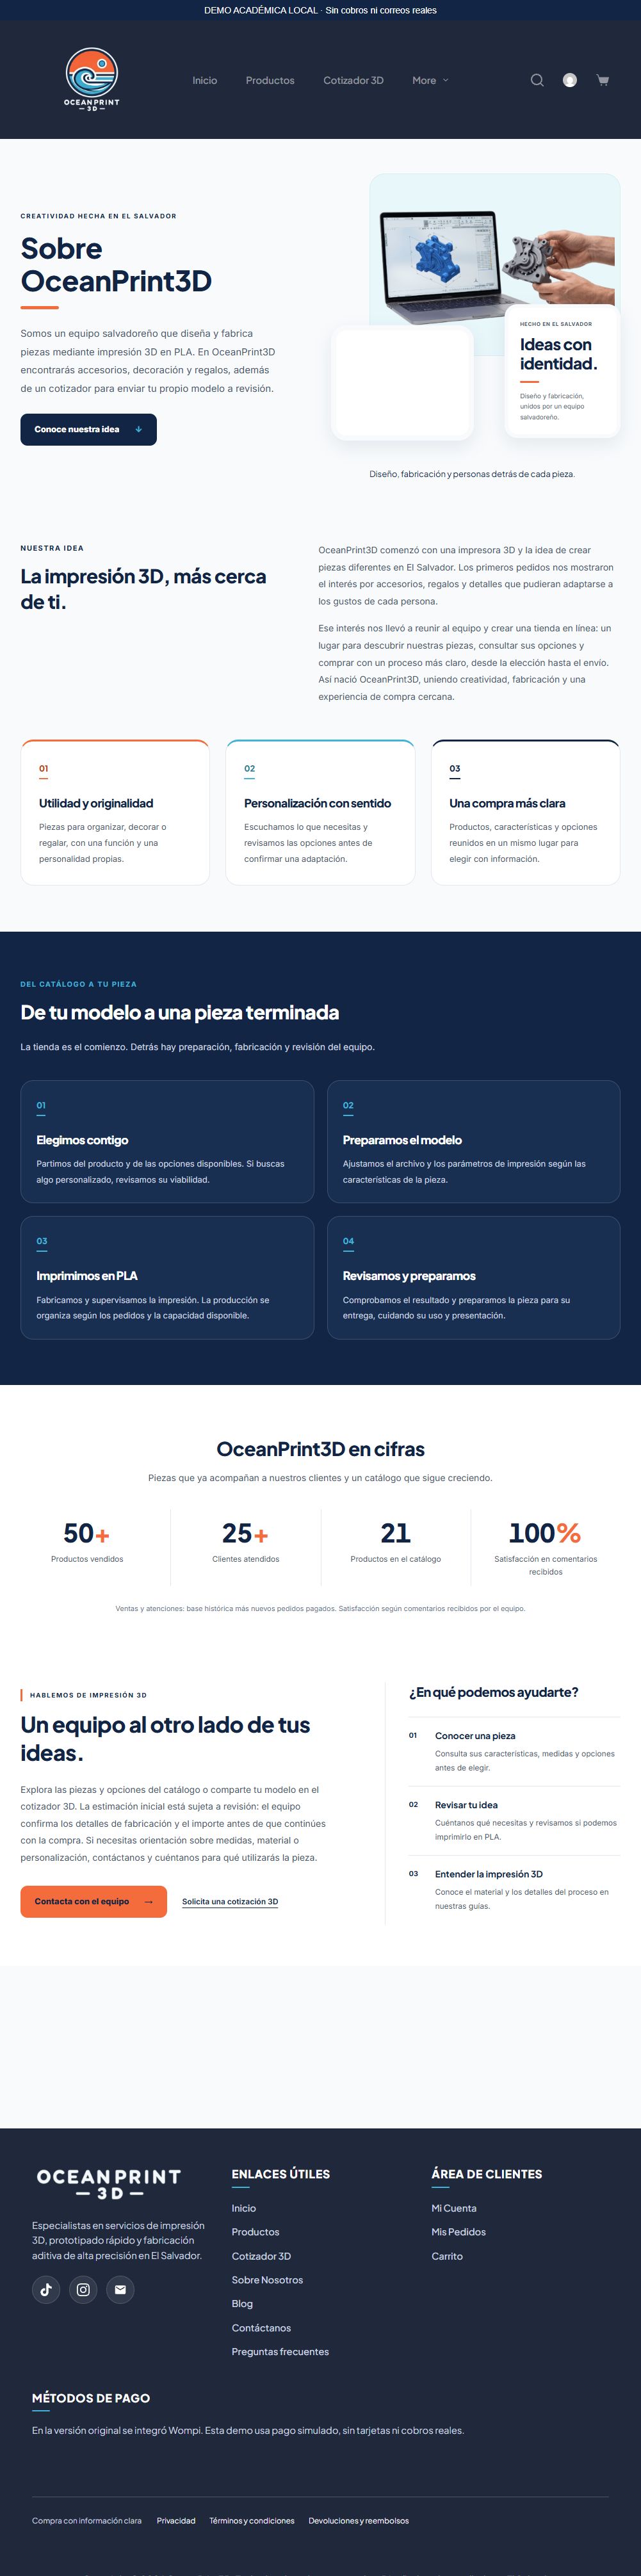 DEMO ACADÉMICA LOCAL · Sin cobros ni correos reales
OCEANPRINT
3D
Inicio
Productos
Cotizador 3D
More
CREATIVIDAD HECHA EN EL SALVADOR
Sobre
OceanPrint3D
Somos un equipo salvadoreño que diseña y fabrica
piezas mediante impresión 3D en PLA. En OceanPrint3D
encontrarás accesorios, decoración y regalos, además
de un cotizador para enviar tu propio modelo a revisión.
Conoce nuestra idea ↓
HECHO EN EL SALVADOR
Ideas con
identidad.
Diseño y fabricación,
unidos por un equipo
salvadoreño.
Diseño, fabricación y personas detrás de cada pieza.
NUESTRA IDEA
La impresión 3D, más cerca
de ti.
OceanPrint3D comenzó con una impresora 3D y la idea de crear
piezas diferentes en El Salvador. Los primeros pedidos nos mostraron
el interés por accesorios, regalos y detalles que pudieran adaptarse a
los gustos de cada persona.
Ese interés nos llevó a reunir al equipo y crear una tienda en línea: un
lugar para descubrir nuestras piezas, consultar sus opciones y
comprar con un proceso más claro, desde la elección hasta el envío.
Así nació OceanPrint3D, uniendo creatividad, fabricación y una
experiencia de compra cercana.
01
Utilidad y originalidad
Piezas para organizar, decorar o
regalar, con una función y una
personalidad propias.
02
Personalización con sentido
Escuchamos lo que necesitas y
revisamos las opciones antes de
confirmar una adaptación.
03
Una compra más clara
Productos, características y opciones
reunidos en un mismo lugar para
elegir con información.
DEL CATÁLOGO A TU PIEZA
De tu modelo a una pieza terminada
La tienda es el comienzo. Detrás hay preparación, fabricación y revisión del equipo.
01
Elegimos contigo
Partimos del producto y de las opciones disponibles. Si buscas
algo personalizado, revisamos su viabilidad.
02
Preparamos el modelo
Ajustamos el archivo y los parámetros de impresión según las
características de la pieza.
03
Imprimimos en PLA
Fabricamos y supervisamos la impresión. La producción se
organiza según los pedidos y la capacidad disponible.
04
Revisamos y preparamos
Comprobamos el resultado y preparamos la pieza para su
entrega, cuidando su uso y presentación.
OceanPrint3D en cifras
Piezas que ya acompañan a nuestros clientes y un catálogo que sigue creciendo.
50+
Productos vendidos
25+
Clientes atendidos
21
Productos en el catálogo
100%
Satisfacción en comentarios
recibidos
Ventas y atenciones: base histórica más nuevos pedidos pagados. Satisfacción según comentarios recibidos por el equipo.
HABLEMOS DE IMPRESIÓN 3D
Un equipo al otro lado de tus
ideas.
Explora las piezas y opciones del catálogo o comparte tu modelo en el
cotizador 3D. La estimación inicial está sujeta a revisión: el equipo
confirma los detalles de fabricación y el importe antes de que continúes
con la compra. Si necesitas orientación sobre medidas, material o
personalización, contáctanos y cuéntanos para qué utilizarás la pieza.
Contacta con el equipo →
Solicita una cotización 3D
¿En qué podemos ayudarte?
01
Conocer una pieza
Consulta sus características, medidas y opciones
antes de elegir.
02
Revisar tu idea
Cuéntanos qué necesitas y revisamos si podemos
imprimirlo en PLA.
03
Entender la impresión 3D
Conoce el material y los detalles del proceso en
nuestras guías.
OCEANPRINT
3D
Especialistas en servicios de impresión
3D, prototipado rápido y fabricación
aditiva de alta precisión en El Salvador.
ENLACES ÚTILES
Inicio
Productos
Cotizador 3D
Sobre Nosotros
Blog
Contáctanos
Preguntas frecuentes
ÁREA DE CLIENTES
Mi Cuenta
Mis Pedidos
Carrito
MÉTODOS DE PAGO
En la versión original se integró Wompi. Esta demo usa pago simulado, sin tarjetas ni cobros reales.
Compra con información clara
Privacidad
Términos y condiciones
Devoluciones y reembolsos